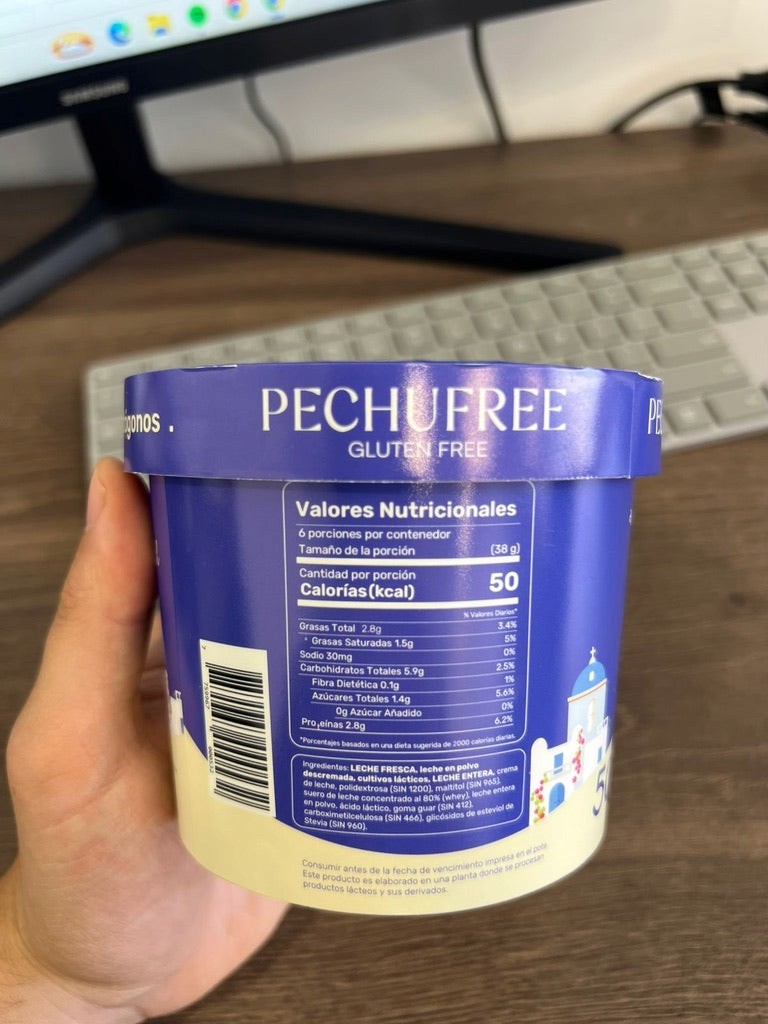 SAMSUNG
PECHUFREE
GLUTEN FREE
Valores Nutricionales
6 porciones por contenedor
Tamaño de la porción (38 g)
Cantidad por porción
Calorías(kcal) 50
% Valores Diarios*
Grasas Total 2.8g 3.4%
Grasas Saturadas 1.5g 5%
Sodio 30mg 0%
Carbohidratos Totales 5.9g 2.5%
Fibra Dietética 0.1g 1%
Azúcares Totales 1.4g 5.6%
0g Azúcar Añadido 0%
Proteínas 2.8g 6.2%
*Porcentajes basados en una dieta sugerida de 2000 calorías diarias.
Ingredientes: LECHE FRESCA, leche en polvo
descremada, cultivos lácticos, LECHE ENTERA, crema
de leche, polidextrosa (SIN 1200), maltitol (SIN 965),
suero de leche concentrado al 80% (whey), leche entera
en polvo, ácido láctico, goma guar (SIN 412),
carboximetilcelulosa (SIN 466), glicósidos de esteviol de
Stevia (SIN 960).
Consumir antes de la fecha de vencimiento impresa en el pote.
Este producto es elaborado en una planta donde se procesan
productos lácteos y sus derivados.